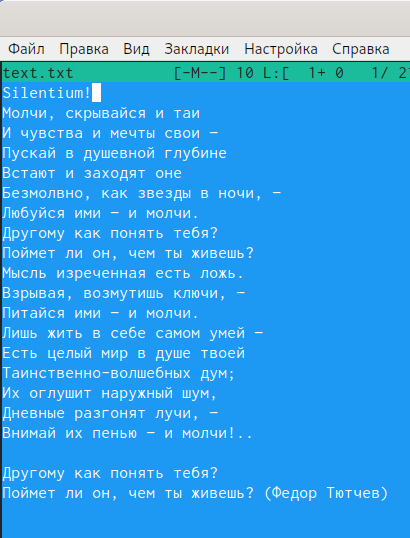 Файл Правка Вид Закладки Настройка Справка
text.txt [-M--] 10 L:[ 1+ 0 1/ 2
Silentium!
Молчи, скрывайся и таи
И чувства и мечты свои –
Пускай в душевной глубине
Встают и заходят оне
Безмолвно, как звезды в ночи, –
Любуйся ими – и молчи.
Другому как понять тебя?
Поймет ли он, чем ты живешь?
Мысль изреченная есть ложь.
Взрывая, возмутишь ключи, –
Питайся ими – и молчи.
Лишь жить в себе самом умей –
Есть целый мир в душе твоей
Таинственно-волшебных дум;
Их оглушит наружный шум,
Дневные разгонят лучи, –
Внимай их пенью – и молчи!..
Другому как понять тебя?
Поймет ли он, чем ты живешь? (Федор Тютчев)